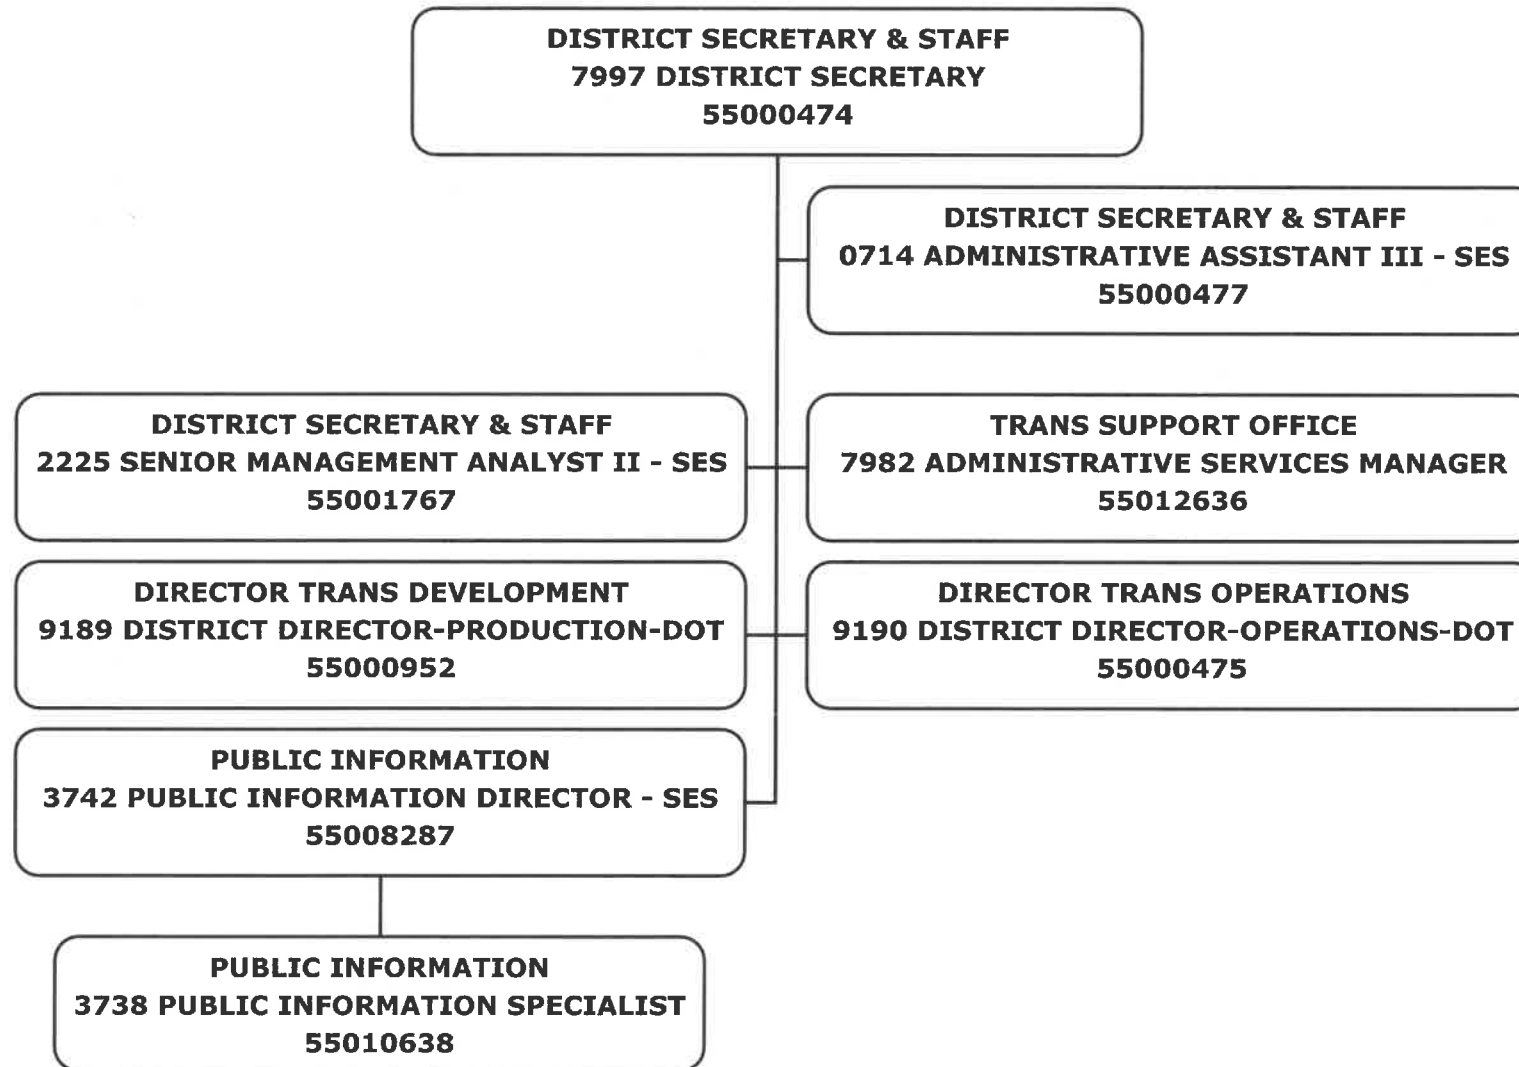 DISTRICT SECRETARY & STAFF
7997 DISTRICT SECRETARY
55000474
DISTRICT SECRETARY & STAFF
0714 ADMINISTRATIVE ASSISTANT III - SES
55000477
DISTRICT SECRETARY & STAFF
2225 SENIOR MANAGEMENT ANALYST II - SES
55001767
TRANS SUPPORT OFFICE
7982 ADMINISTRATIVE SERVICES MANAGER
55012636
DIRECTOR TRANS DEVELOPMENT
9189 DISTRICT DIRECTOR-PRODUCTION-DOT
55000952
DIRECTOR TRANS OPERATIONS
9190 DISTRICT DIRECTOR-OPERATIONS-DOT
55000475
PUBLIC INFORMATION
3742 PUBLIC INFORMATION DIRECTOR - SES
55008287
PUBLIC INFORMATION
3738 PUBLIC INFORMATION SPECIALIST
55010638